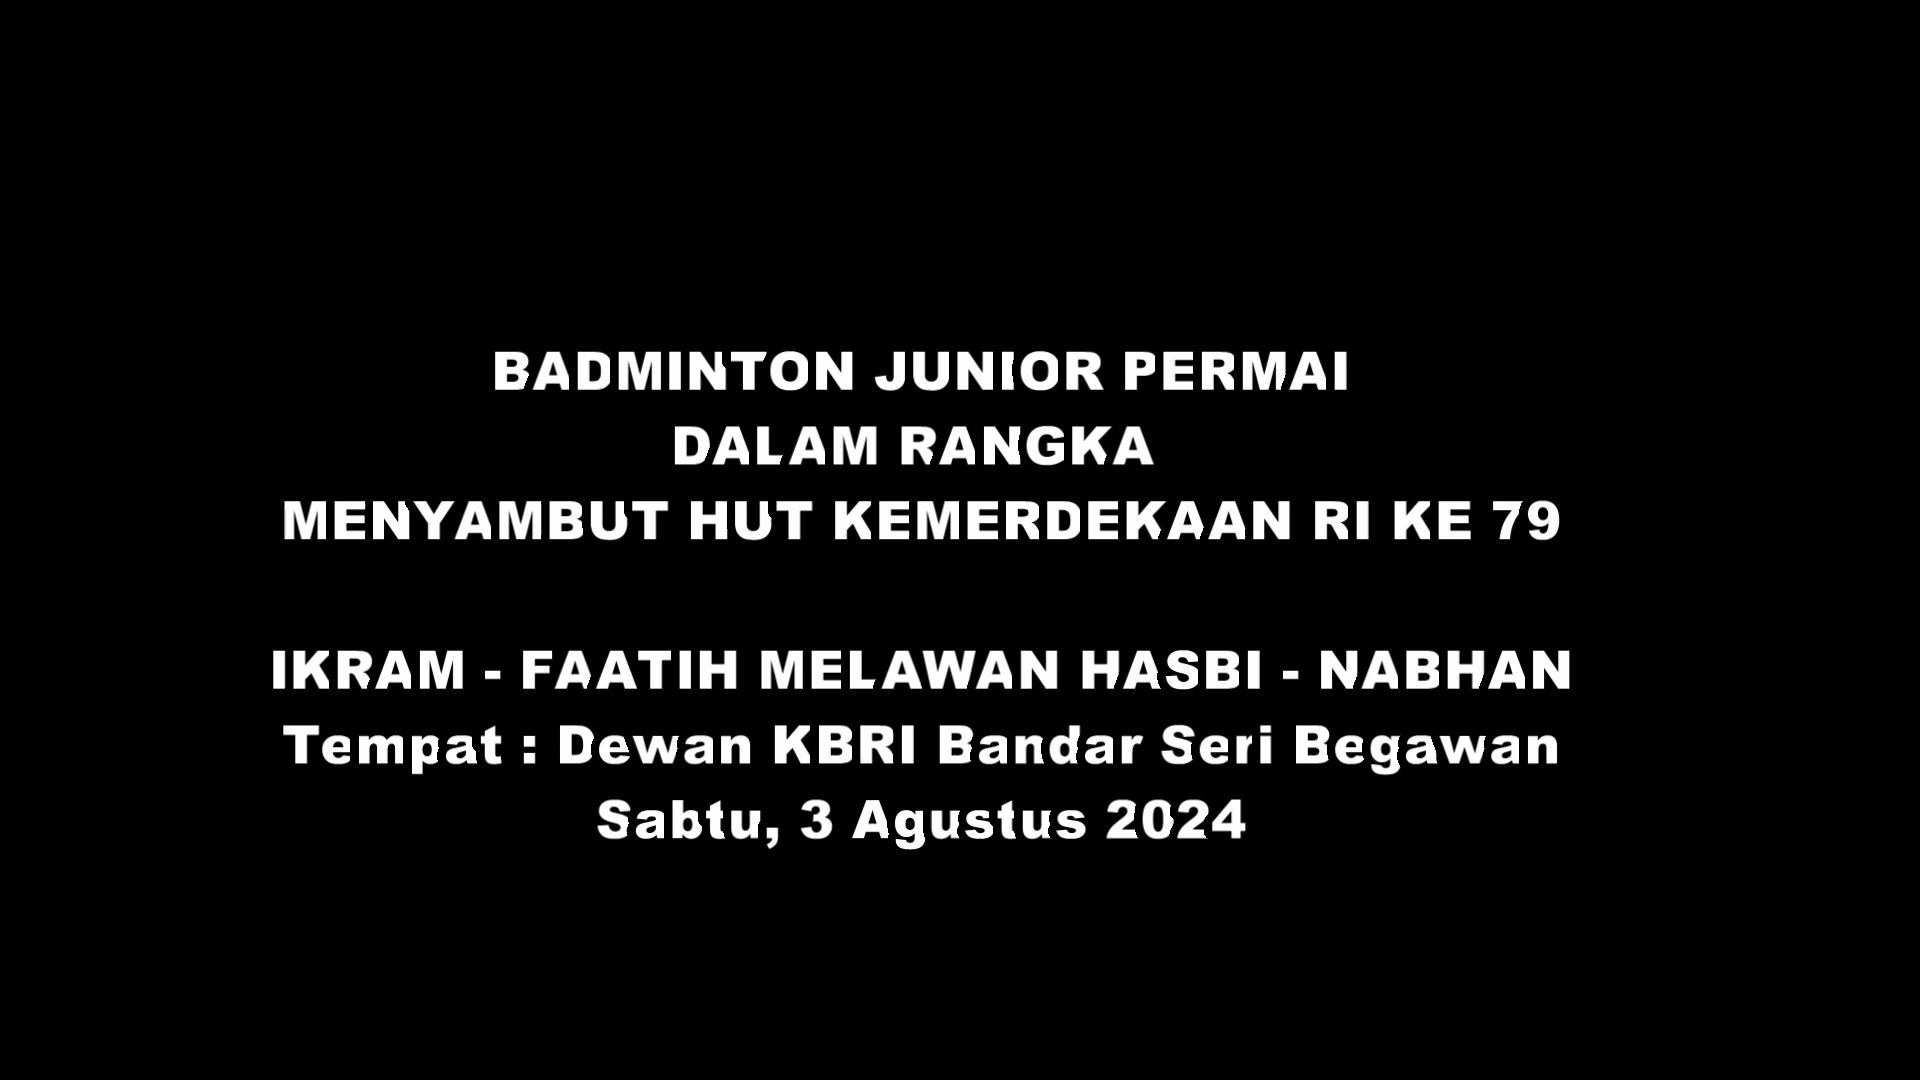 BADMINTON JUNIOR PERMAI
DALAM RANGKA
MENYAMBUT HUT KEMERDEKAAN RI KE 79
IKRAM - FAATIH MELAWAN HASBI - NABHAN
Tempat : Dewan KBRI Bandar Seri Begawan
Sabtu, 3 Agustus 2024